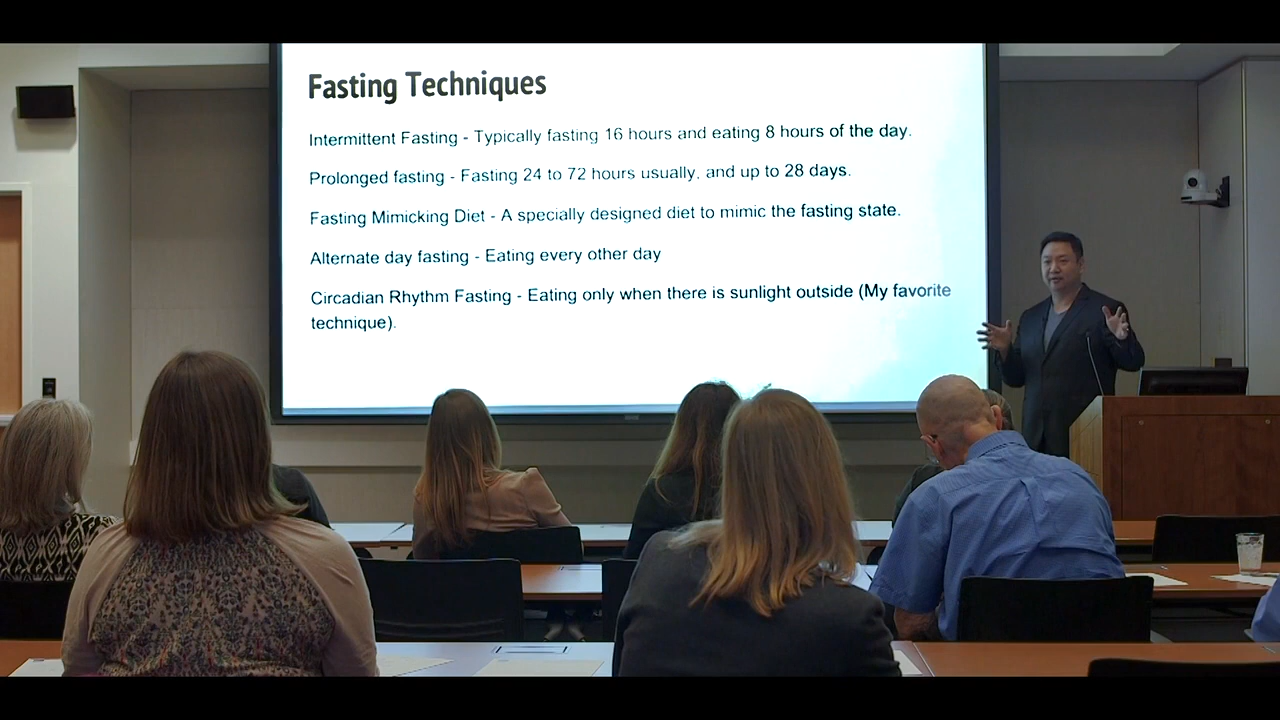 Fasting Techniques
Intermittent Fasting - Typically fasting 16 hours and eating 8 hours of the day.
Prolonged fasting - Fasting 24 to 72 hours usually, and up to 28 days.
Fasting Mimicking Diet - A specially designed diet to mimic the fasting state.
Alternate day fasting - Eating every other day
Circadian Rhythm Fasting - Eating only when there is sunlight outside (My favorite
technique).